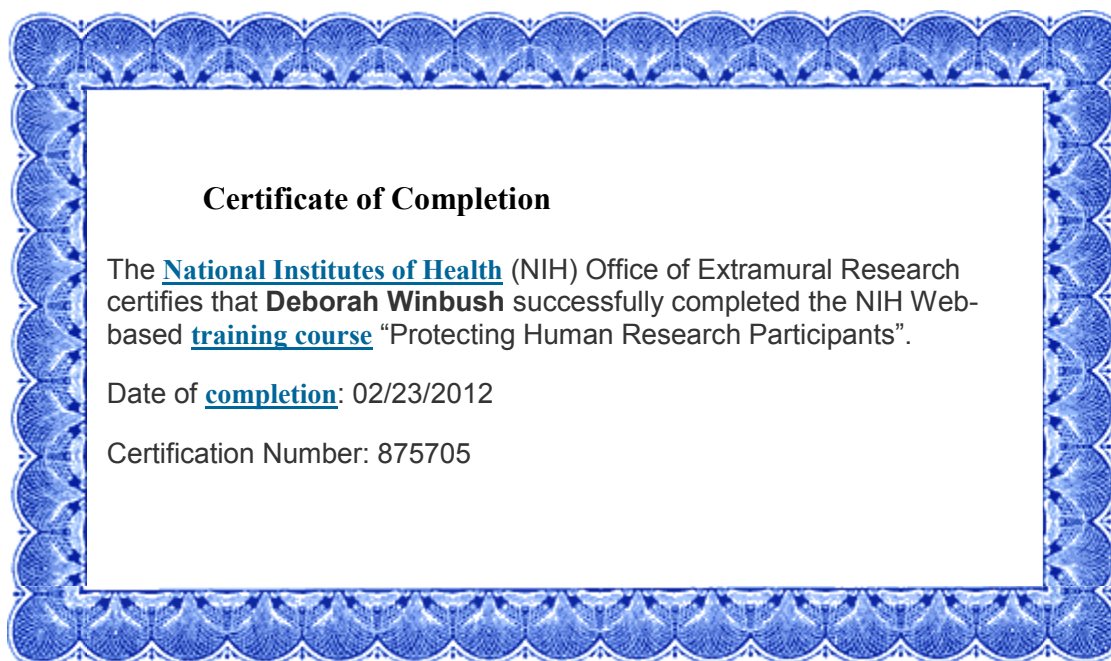 Certificate of Completion
The National Institutes of Health (NIH) Office of Extramural Research
certifies that Deborah Winbush successfully completed the NIH Web-
based training course “Protecting Human Research Participants”.
Date of completion: 02/23/2012
Certification Number: 875705